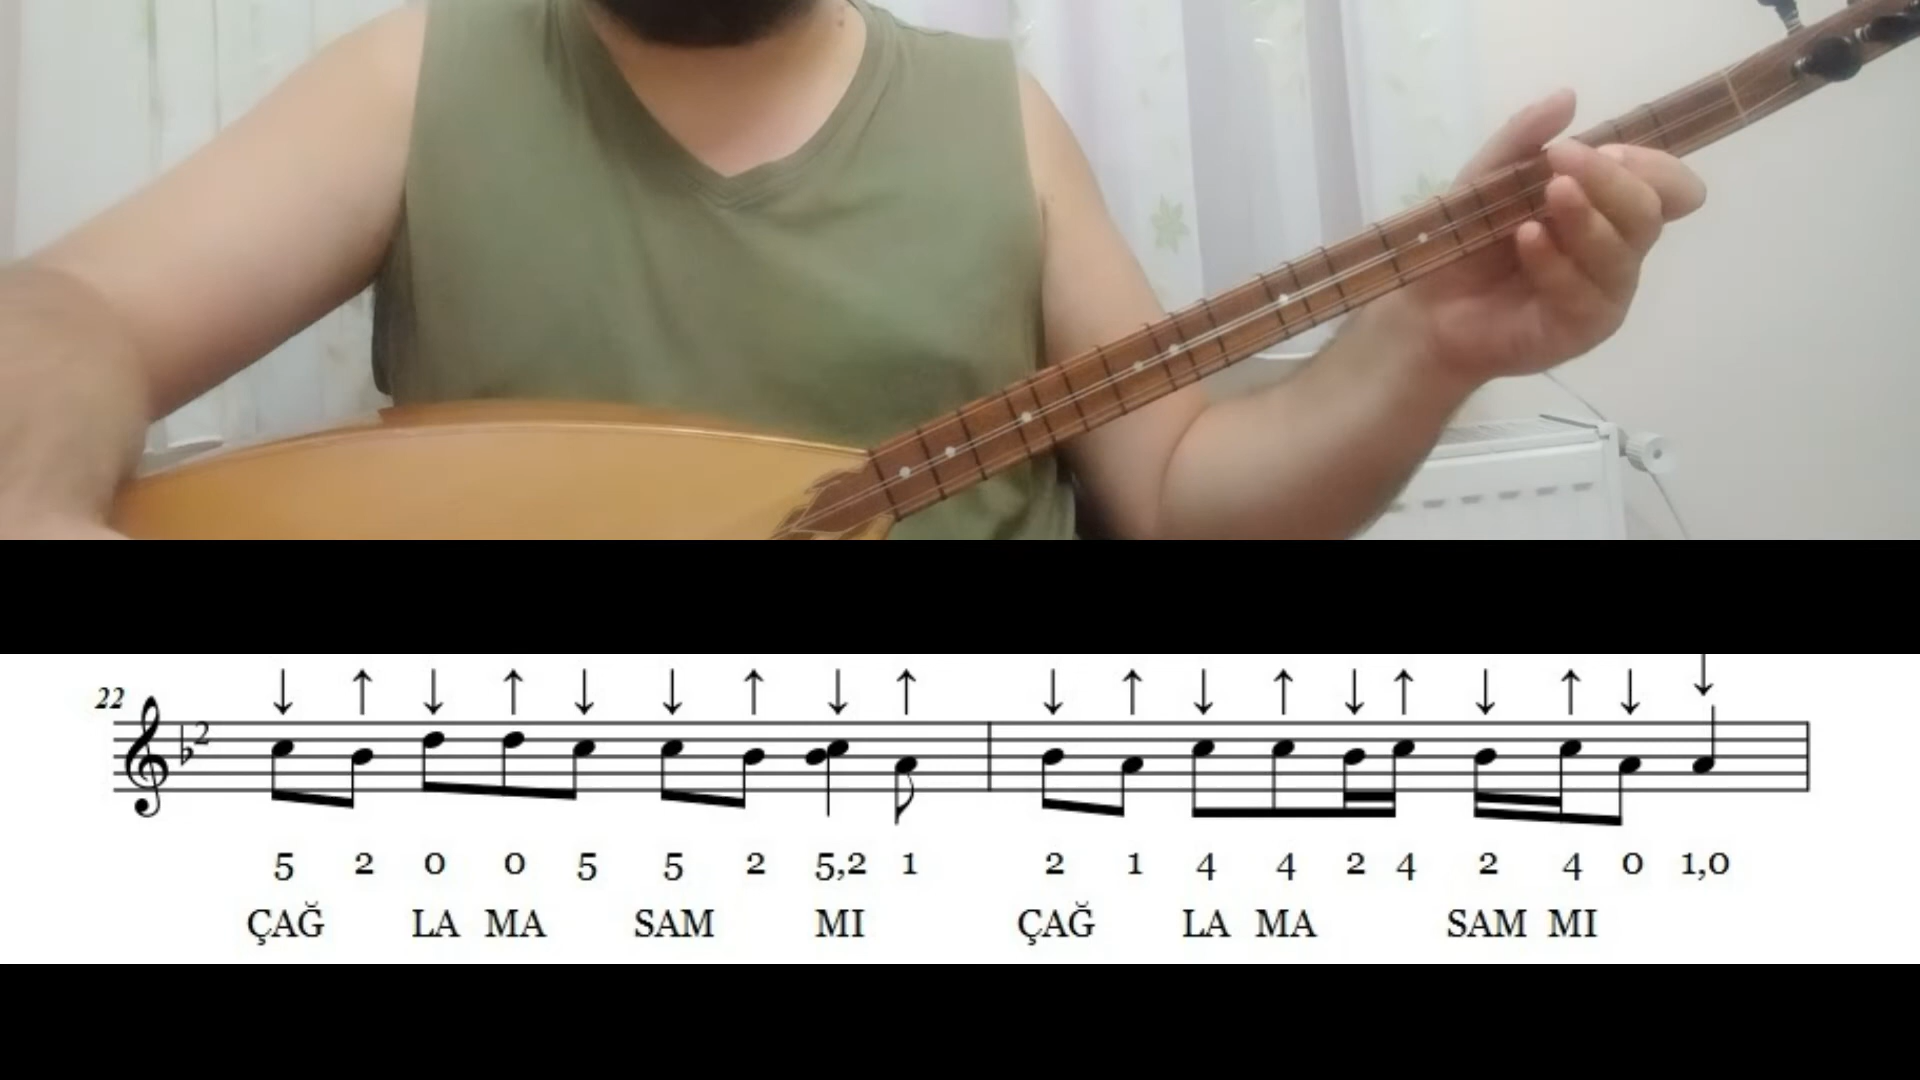 22
↓ ↑ ↓ ↑ ↓ ↓ ↑ ↓ ↑ ↓ ↑ ↓ ↑ ↓ ↑ ↓ ↑ ↓ ↓
2
5 2 0 0 5 5 2 5,2 1 2 1 4 4 2 4 2 4 0 1,0
ÇAĞ LA MA SAM MI ÇAĞ LA MA SAM MI